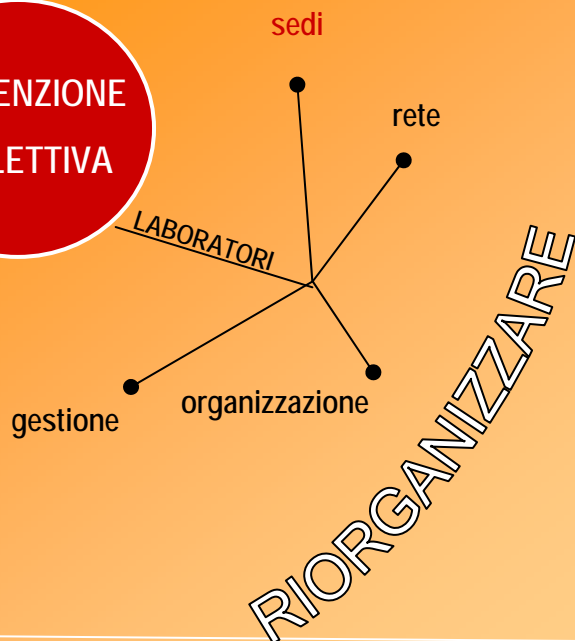 sedi
rete
ENZIONE
LETTIVA
LABORATORI
organizzazione
gestione
RIORGANIZZARE